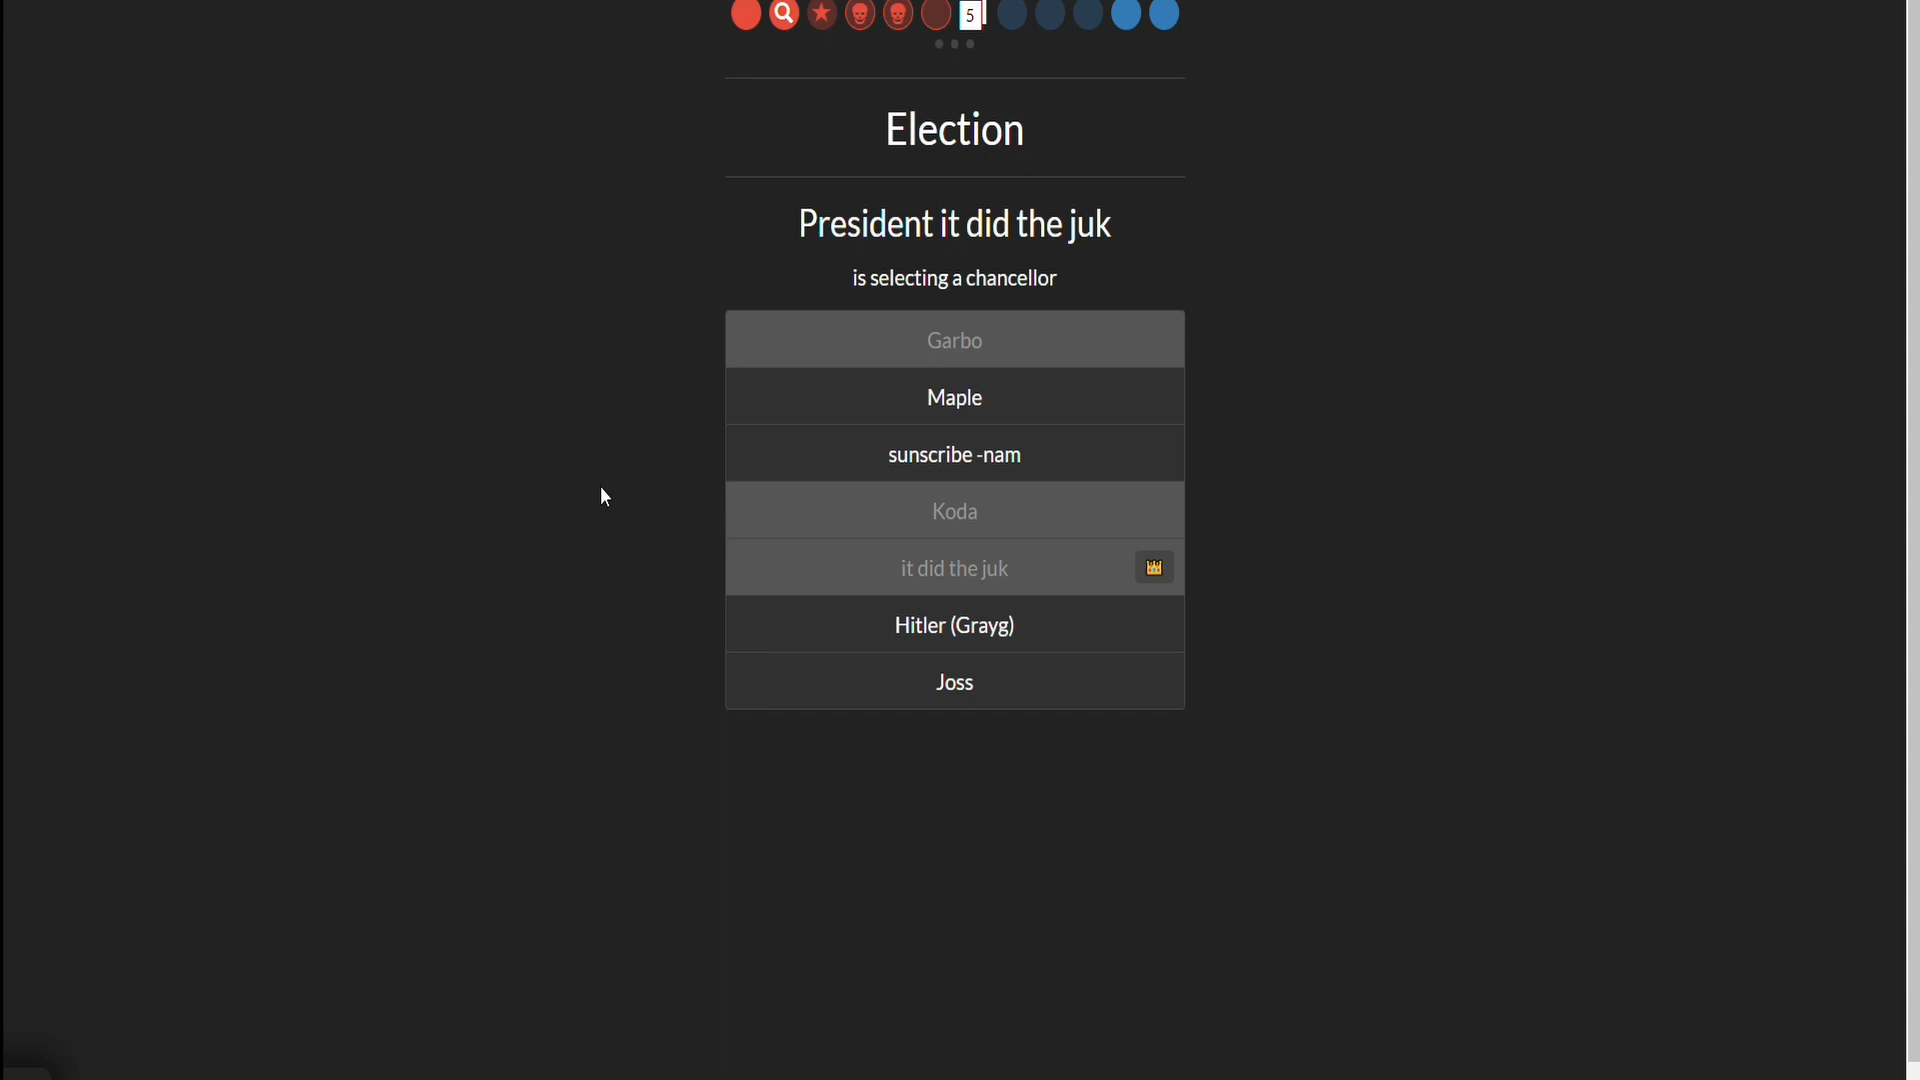 5
Election
President it did the juk
is selecting a chancellor
Garbo
Maple
sunscribe -nam
Koda
it did the juk
Hitler (Grayg)
Joss